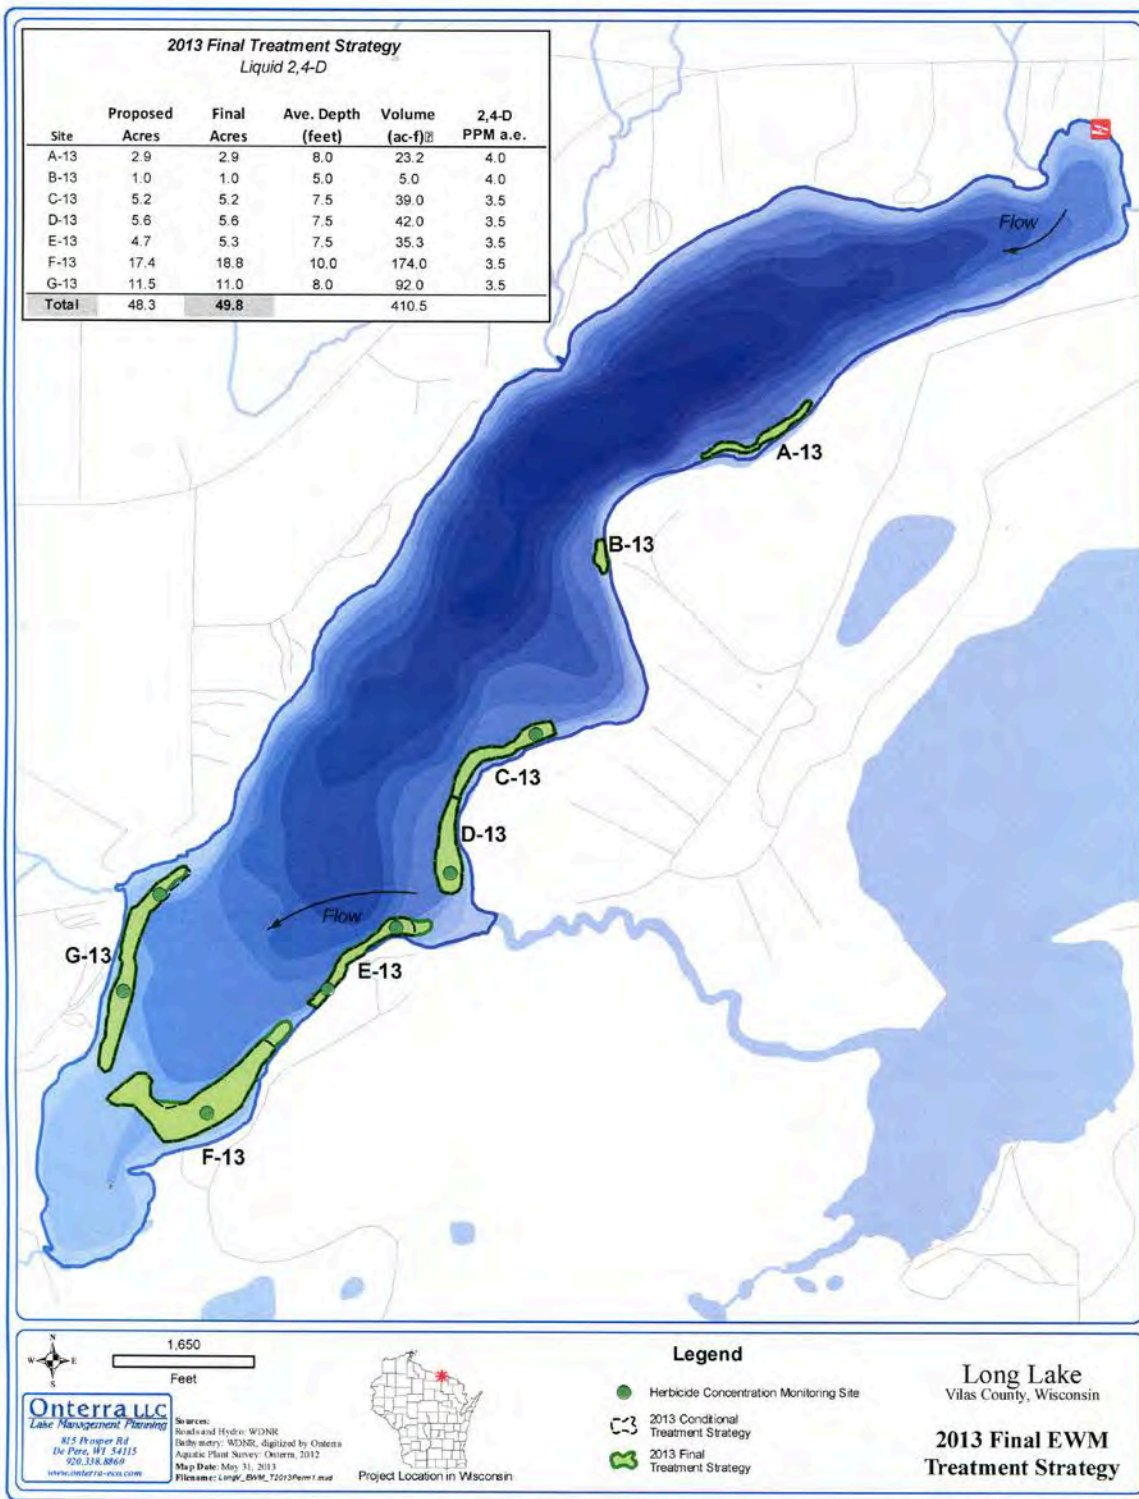 2013 Final Treatment Strategy
Liquid 2,4-D
Site Proposed Acres Final Acres Ave. Depth (feet) Volume (ac-f) 2,4-D PPM a.e.
A-13 2.9 2.9 8.0 23.2 4.0
B-13 1.0 1.0 5.0 5.0 4.0
C-13 5.2 5.2 7.5 39.0 3.5
D-13 5.6 5.6 7.5 42.0 3.5
E-13 4.7 5.3 7.5 35.3 3.5
F-13 17.4 18.8 10.0 174.0 3.5
G-13 11.5 11.0 8.0 92.0 3.5
Total 48.3 49.8 410.5
Flow
A-13
B-13
C-13
D-13
Flow
G-13
E-13
F-13
N
W E
S
1,650
Feet
Onterra LLC
Lake Management Planning
815 Prosper Rd
De Pere, WI 54115
920.338.8860
www.onterra-eco.com
Sources:
Roads and Hydro: WDNR
Bathymetry: WDNR, digitized by Onterra
Aquatic Plant Survey: Onterra, 2012
Map Date: May 31, 2013
Filename: LongV_EWM_T2013Perm1.mxd
Project Location in Wisconsin
Legend
Herbicide Concentration Monitoring Site
2013 Conditional
Treatment Strategy
2013 Final
Treatment Strategy
Long Lake
Vilas County, Wisconsin
2013 Final EWM
Treatment Strategy